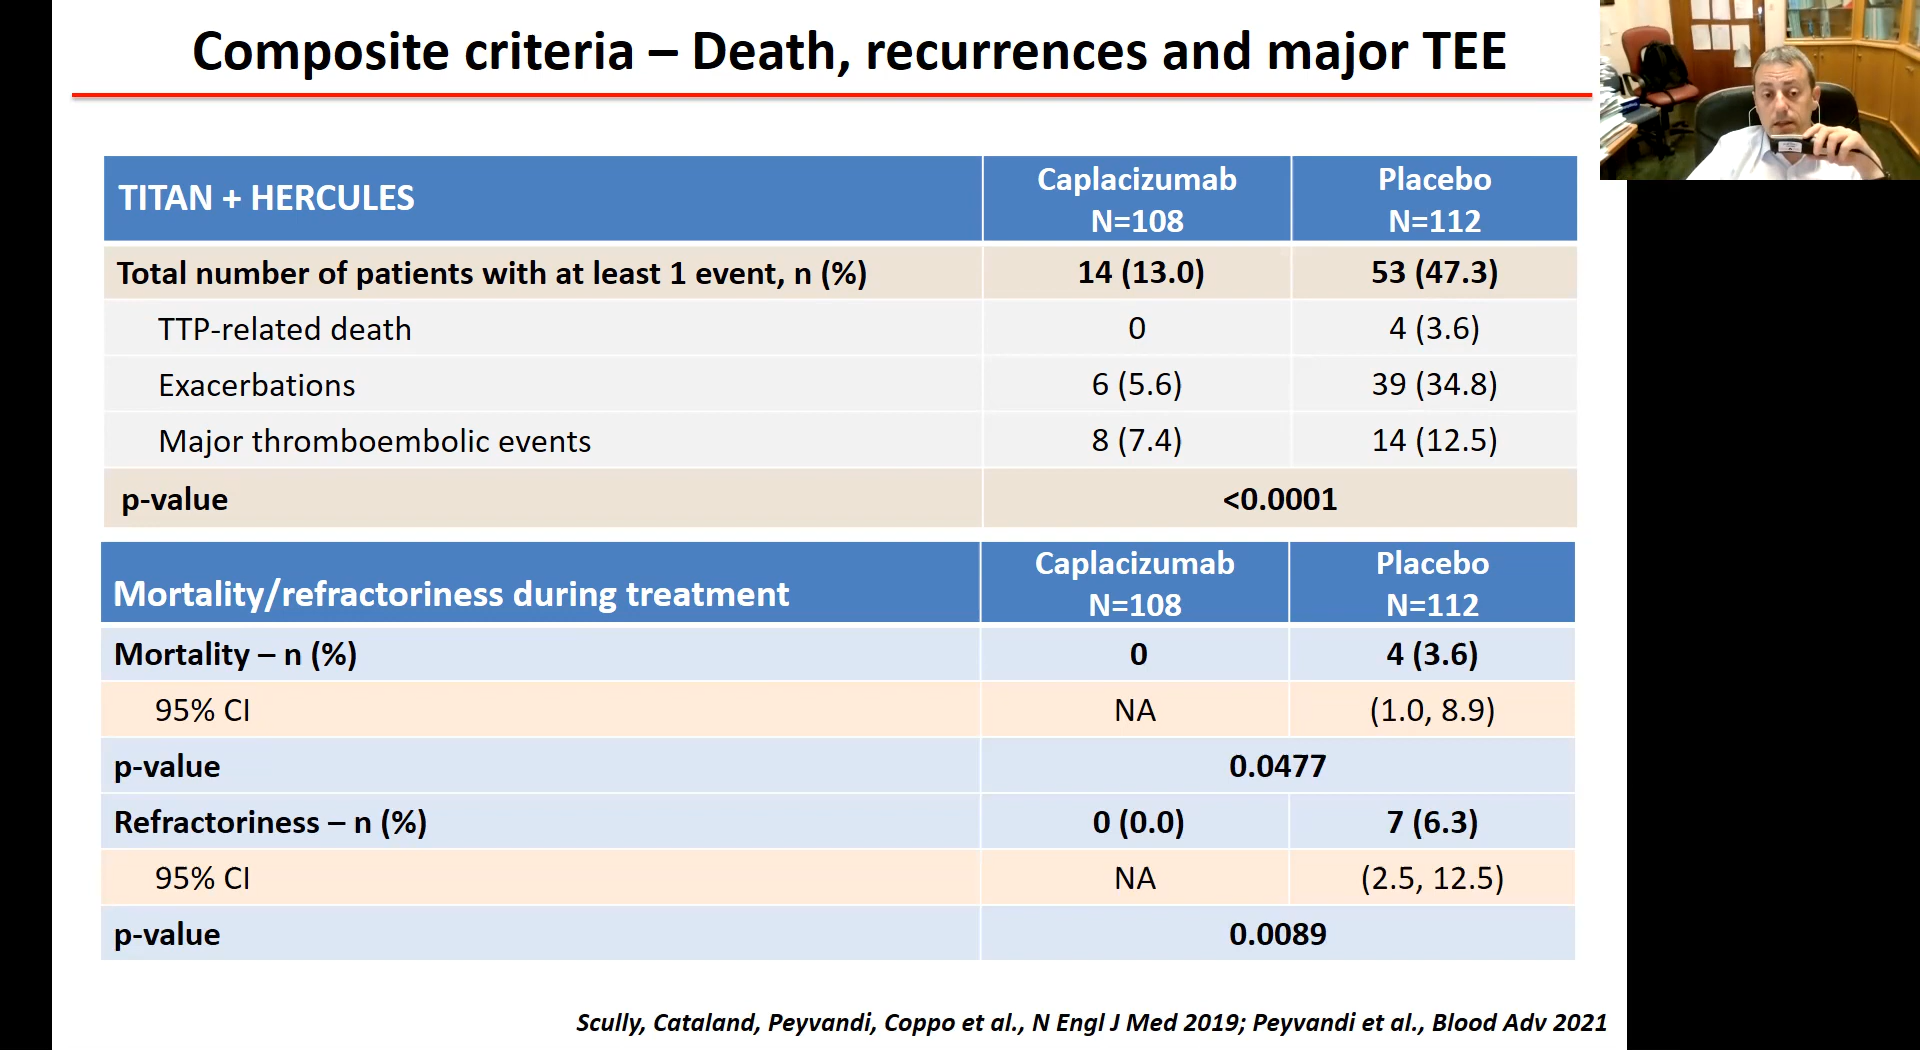 Composite criteria – Death, recurrences and major TEE
TITAN + HERCULES
Caplacizumab
N=108
Placebo
N=112
Total number of patients with at least 1 event, n (%)
14 (13.0)
53 (47.3)
TTP-related death
0
4 (3.6)
Exacerbations
6 (5.6)
39 (34.8)
Major thromboembolic events
8 (7.4)
14 (12.5)
p-value
<0.0001
Mortality/refractoriness during treatment
Caplacizumab
N=108
Placebo
N=112
Mortality – n (%)
0
4 (3.6)
95% CI
NA
(1.0, 8.9)
p-value
0.0477
Refractoriness – n (%)
0 (0.0)
7 (6.3)
95% CI
NA
(2.5, 12.5)
p-value
0.0089
Scully, Cataland, Peyvandi, Coppo et al., N Engl J Med 2019; Peyvandi et al., Blood Adv 2021